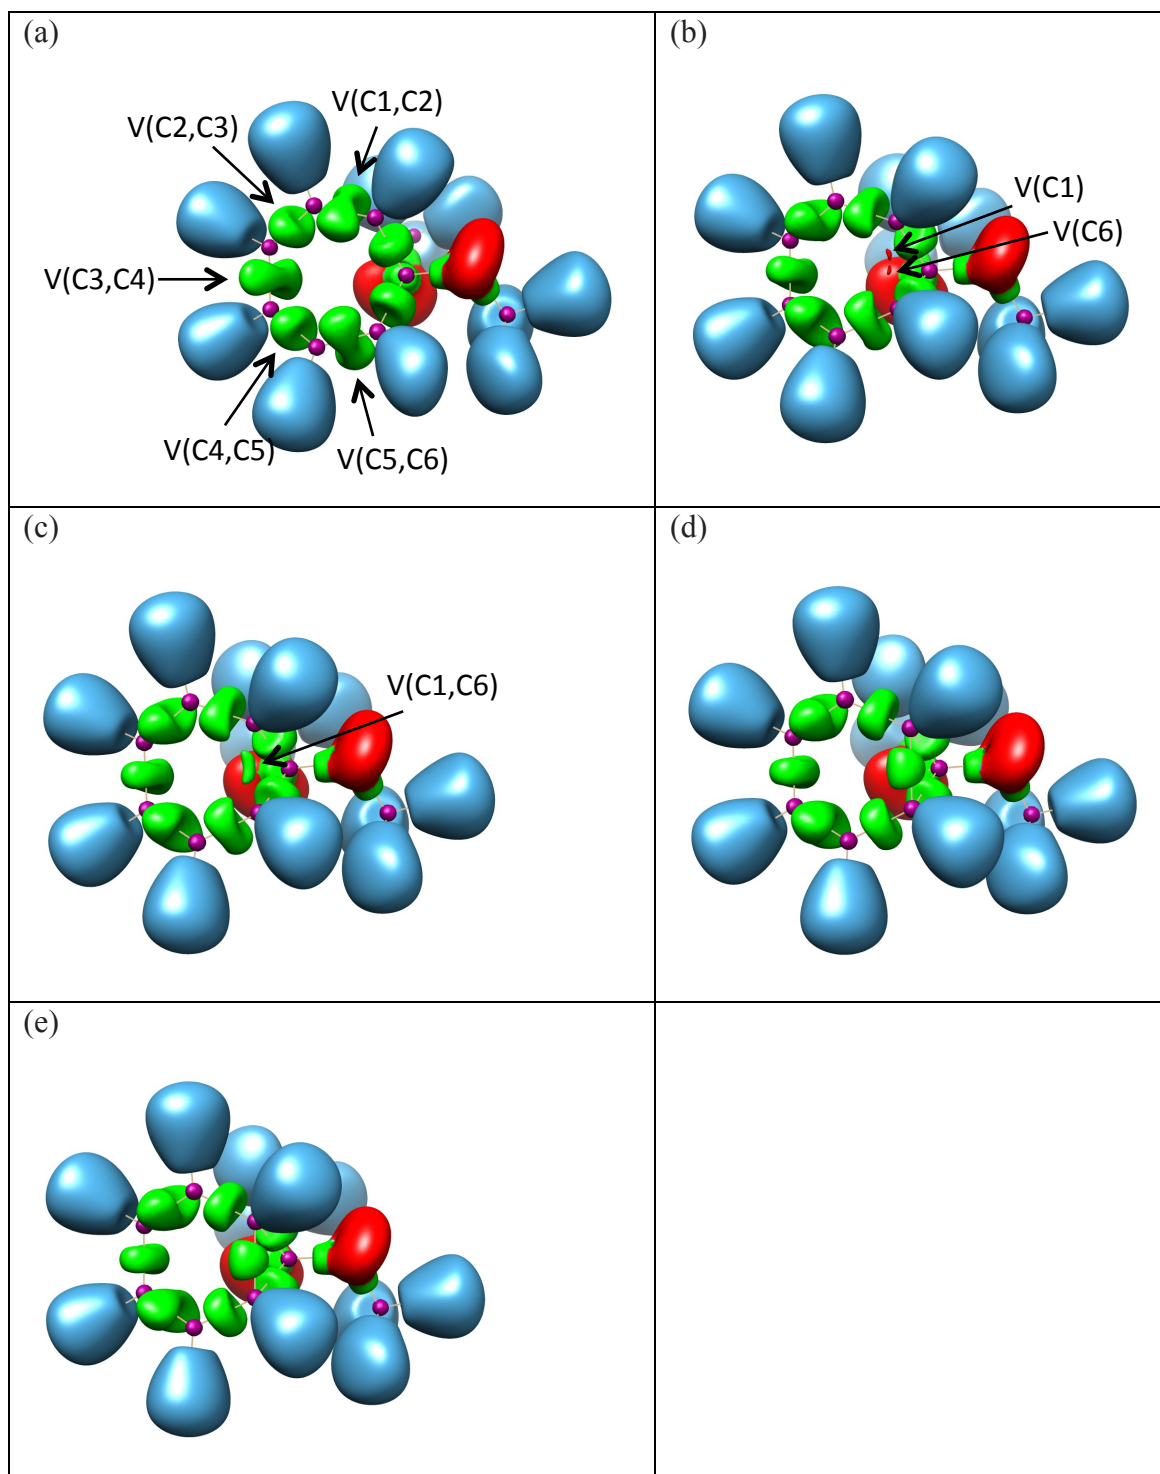 (a)
V(C1,C2)
V(C2,C3)
V(C3,C4)
V(C4,C5)
V(C5,C6)
(b)
V(C1)
V(C6)
(c)
V(C1,C6)
(d)
(e)